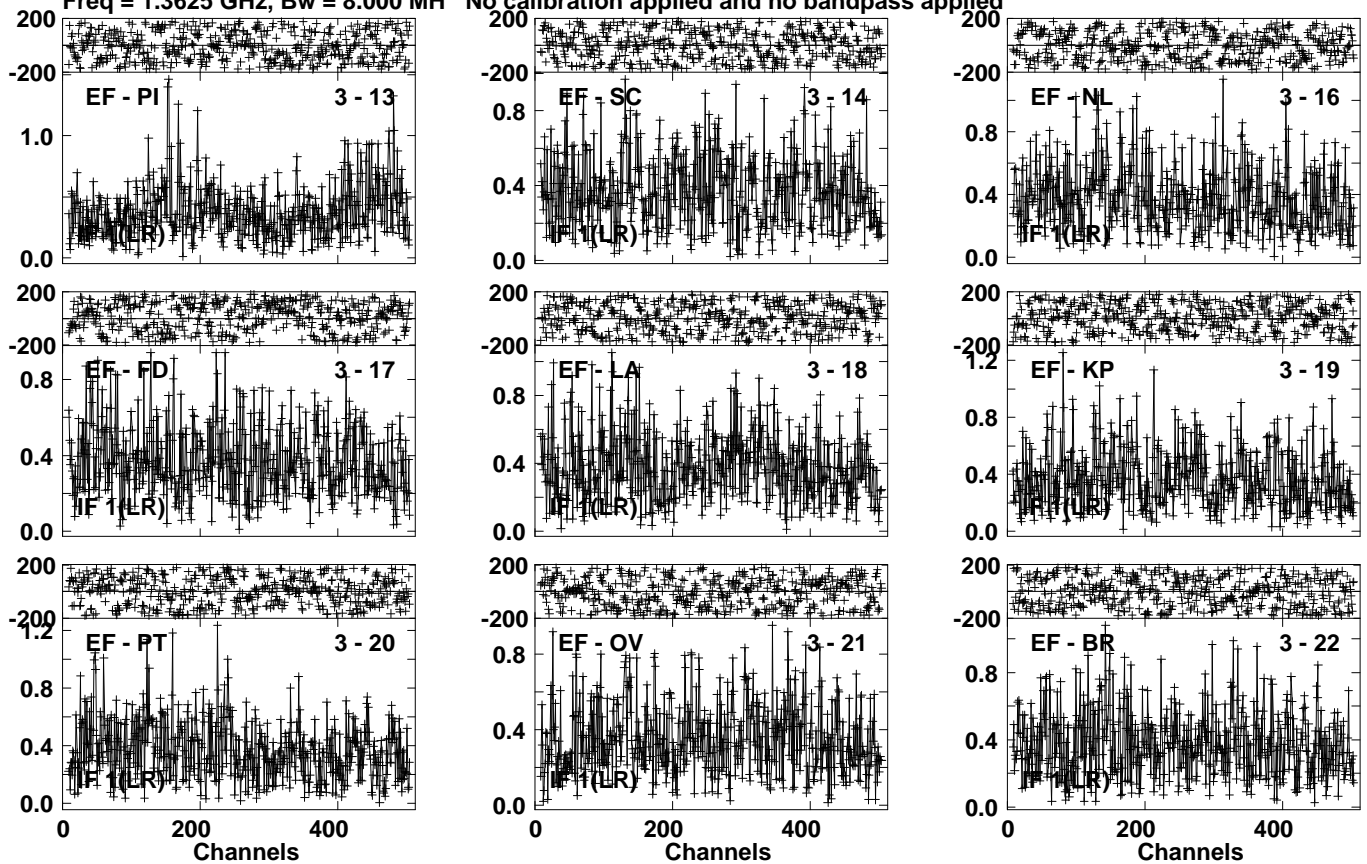 Freq = 1.3625 GHz, Bw = 8.000 MH No calibration applied and no bandpass applied
200
-200
EF - PI 3 - 13
1.0
IF 1(LR)
0.0
200
-200
EF - SC 3 - 14
0.8
0.4
IF 1(LR)
0.0
200
-200
EF - NL 3 - 16
0.8
0.4
IF 1(LR)
0.0
200
-200
EF - FD 3 - 17
0.8
0.4
IF 1(LR)
0.0
200
-200
EF - LA 3 - 18
0.8
0.4
IF 1(LR)
0.0
200
-200
1.2
EF - KP 3 - 19
0.8
0.4
IF 1(LR)
0.0
200
-200
1.2
EF - PT 3 - 20
0.8
0.4
IF 1(LR)
0.0
0 200 400
Channels
200
-200
EF - OV 3 - 21
0.8
0.4
IF 1(LR)
0.0
0 200 400
Channels
200
-200
EF - BR 3 - 22
0.8
0.4
IF 1(LR)
0.0
0 200 400
Channels